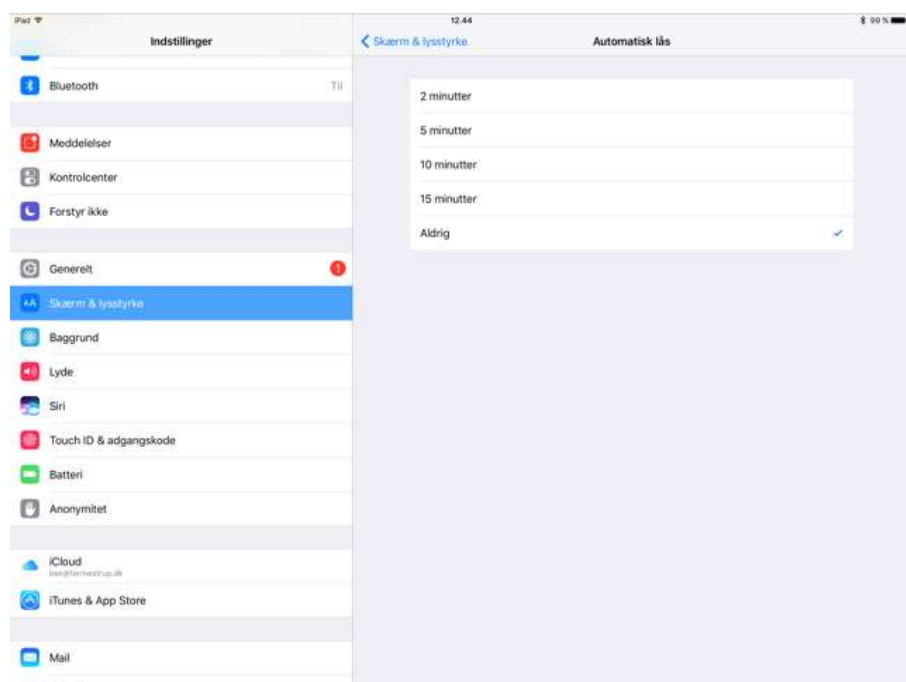 iPad
12.44
99 %
Indstillinger
Skærm & lysstyrke
Automatisk lås
Bluetooth
Til
Meddelelser
Kontrolcenter
Forstyr ikke
Generelt
1
AA Skærm & lysstyrke
Baggrund
Lyde
Siri
Touch ID & adgangskode
Batteri
Anonymitet
iCloud
iTunes & App Store
Mail
2 minutter
5 minutter
10 minutter
15 minutter
Aldrig